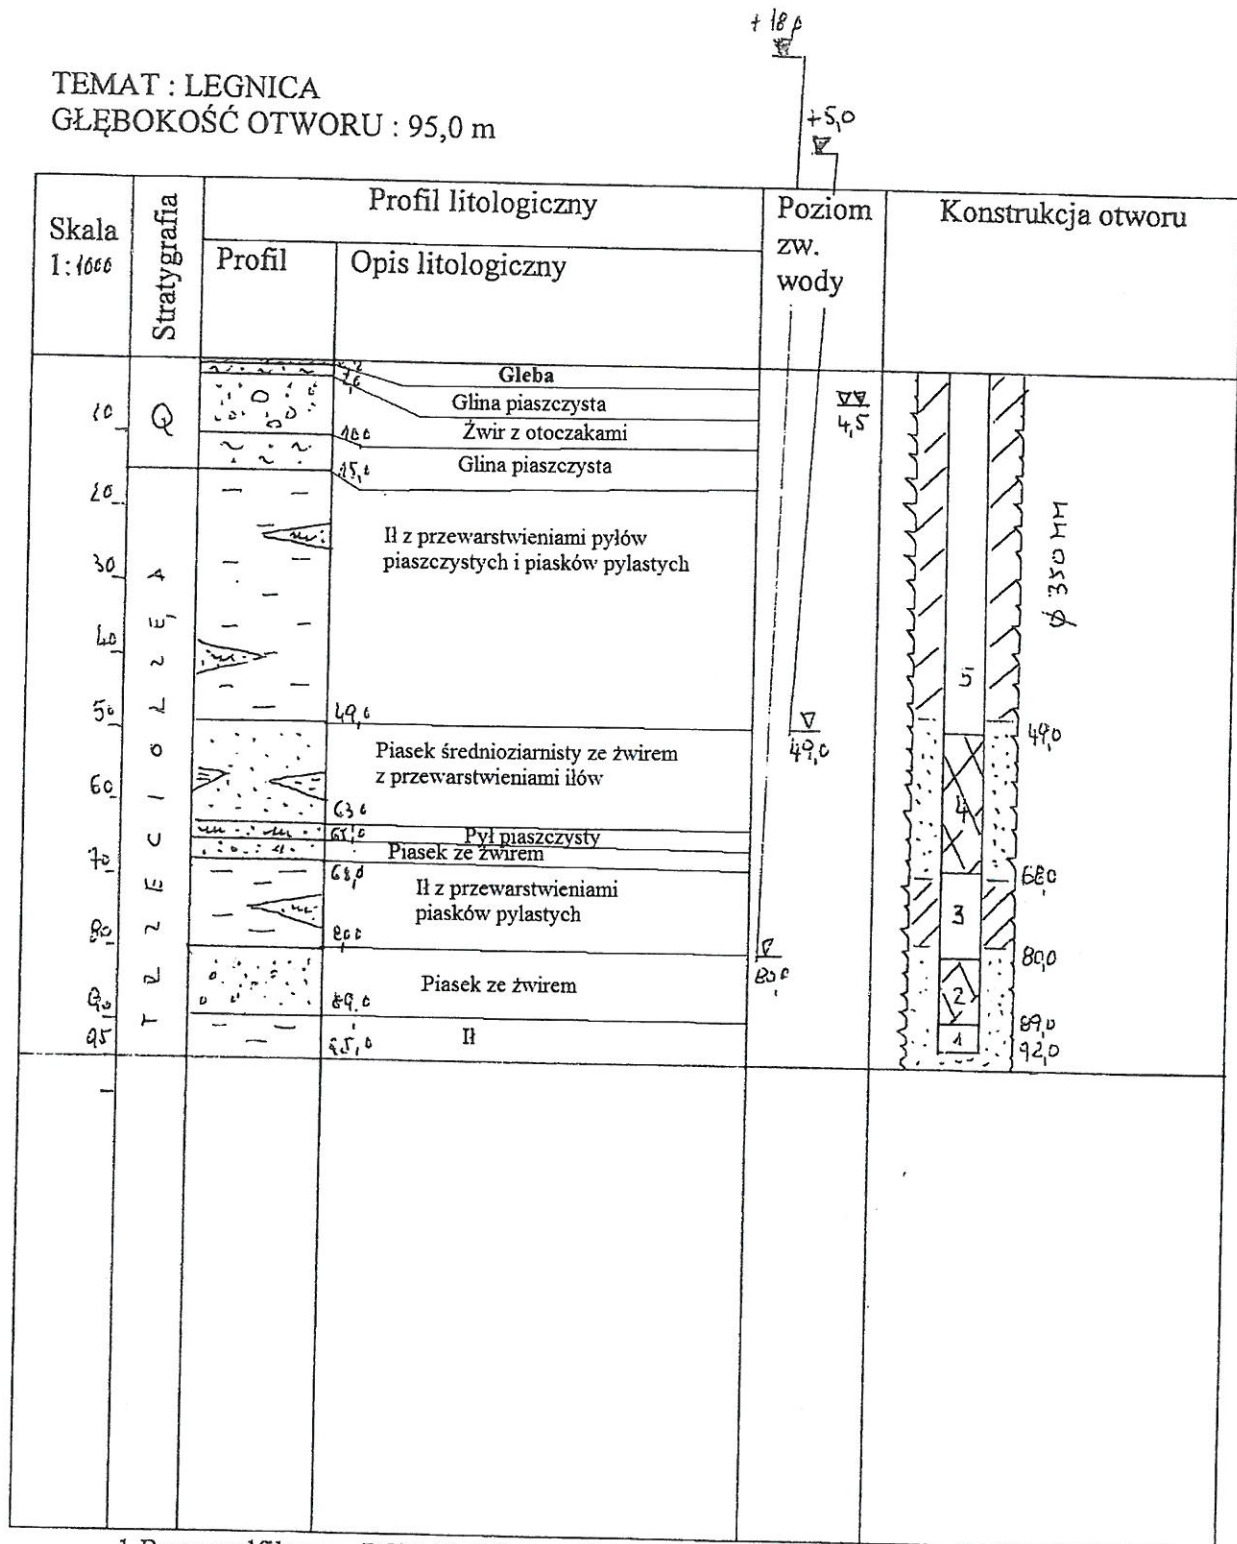 + 18,0
TEMAT : LEGNICA
GŁĘBOKOŚĆ OTWORU : 95,0 m
+5,0
Skala
1:1000
Stratygrafia
Profil litologiczny
Profil
Opis litologiczny
Poziom
zw.
wody
Konstrukcja otworu
Gleba
Glina piaszczysta
10
Q
10,0
Żwir z otoczakami
4,5
15,0
Glina piaszczysta
20
Ił z przewarstwieniami pyłów
piaszczystych i piasków pylastych
30
ϕ 350 MM
TRZECIORZĘD
40
5
50
49,0
49,0
49,0
Piasek średnioziarnisty ze żwirem
z przewarstwieniami iłów
60
4
63,0
65,0
Pył piaszczysty
Piasek ze żwirem
70
68,0
68,0
Ił z przewarstwieniami
piasków pylastych
3
80
80,0
80,0
80,0
Piasek ze żwirem
2
90
89,0
89,0
95
95,0
Ił
1
92,0